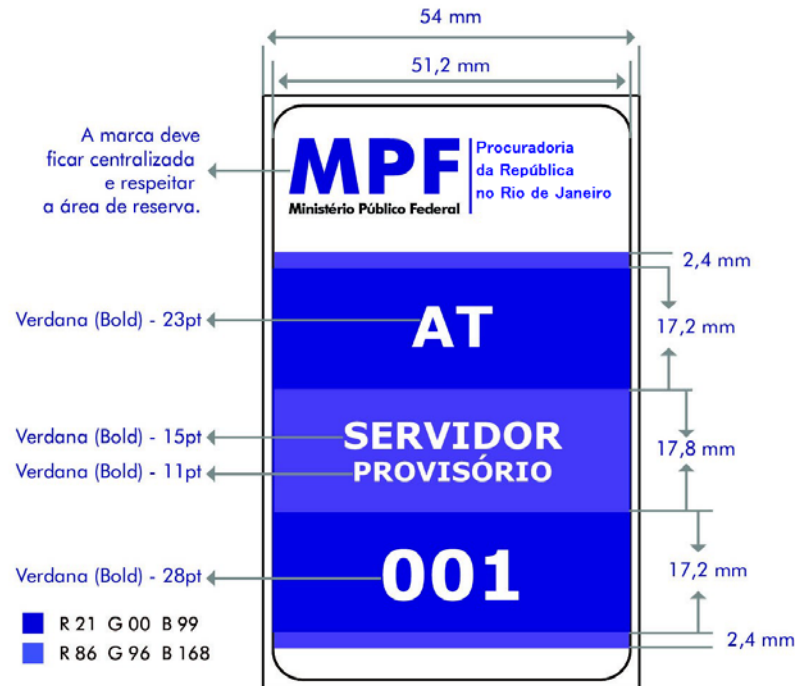 54 mm
51,2 mm
A marca deve
ficar centralizada
e respeitar
a área de reserva.
MPF
Ministério Público Federal
Procuradoria
da República
no Rio de Janeiro
2,4 mm
Verdana (Bold) - 23pt
AT
17,2 mm
Verdana (Bold) - 15pt
SERVIDOR
17,8 mm
Verdana (Bold) - 11pt
PROVISÓRIO
Verdana (Bold) - 28pt
001
17,2 mm
R 21 G 00 B 99
R 86 G 96 B 168
2,4 mm